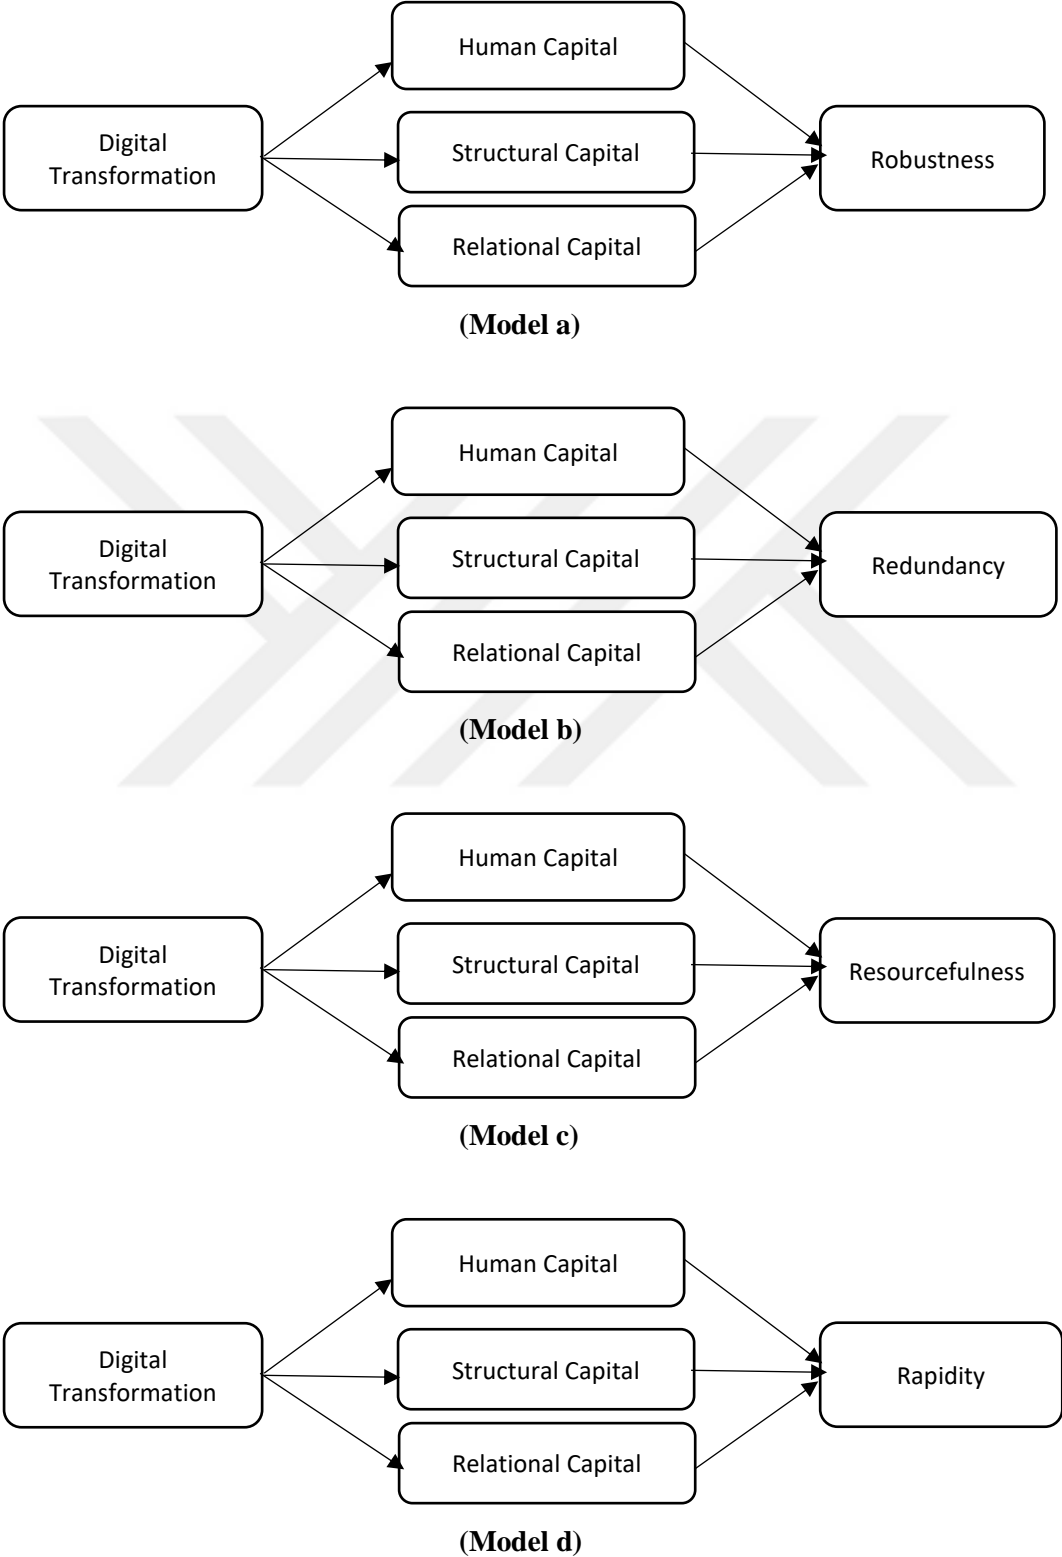 Human Capital
Digital
Transformation
Structural Capital
Robustness
Relational Capital
(Model a)
Human Capital
Digital
Transformation
Structural Capital
Redundancy
Relational Capital
(Model b)
Human Capital
Digital
Transformation
Structural Capital
Resourcefulness
Relational Capital
(Model c)
Human Capital
Digital
Transformation
Structural Capital
Rapidity
Relational Capital
(Model d)